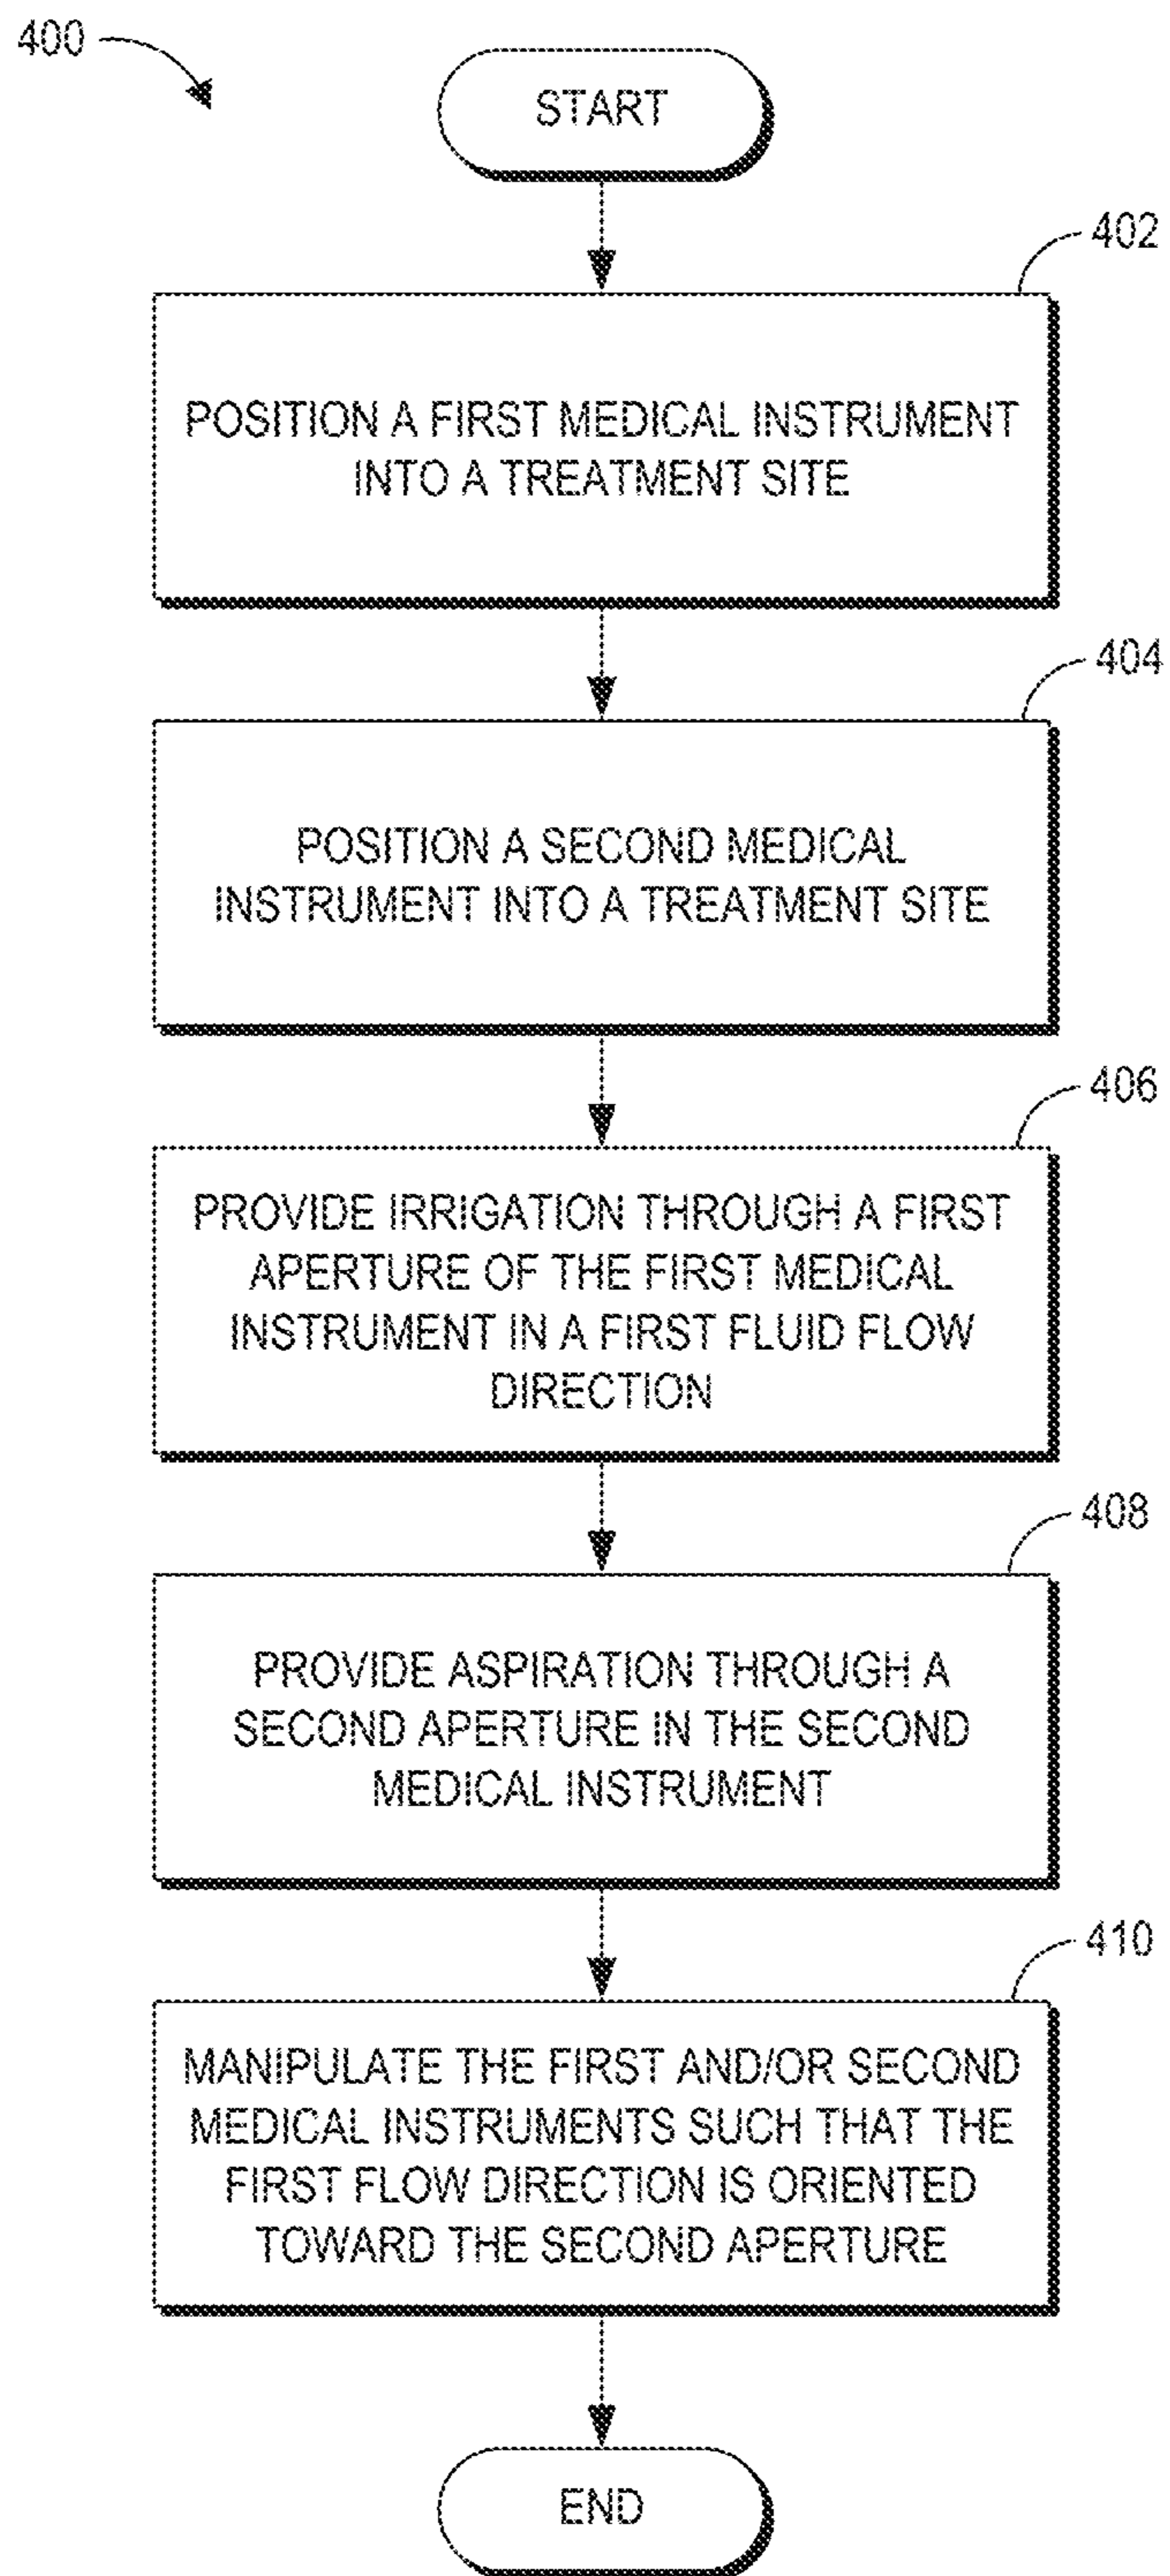 400
START
402
POSITION A FIRST MEDICAL INSTRUMENT
INTO A TREATMENT SITE
404
POSITION A SECOND MEDICAL
INSTRUMENT INTO A TREATMENT SITE
406
PROVIDE IRRIGATION THROUGH A FIRST
APERTURE OF THE FIRST MEDICAL
INSTRUMENT IN A FIRST FLUID FLOW
DIRECTION
408
PROVIDE ASPIRATION THROUGH A
SECOND APERTURE IN THE SECOND
MEDICAL INSTRUMENT
410
MANIPULATE THE FIRST AND/OR SECOND
MEDICAL INSTRUMENTS SUCH THAT THE
FIRST FLOW DIRECTION IS ORIENTED
TOWARD THE SECOND APERTURE
END